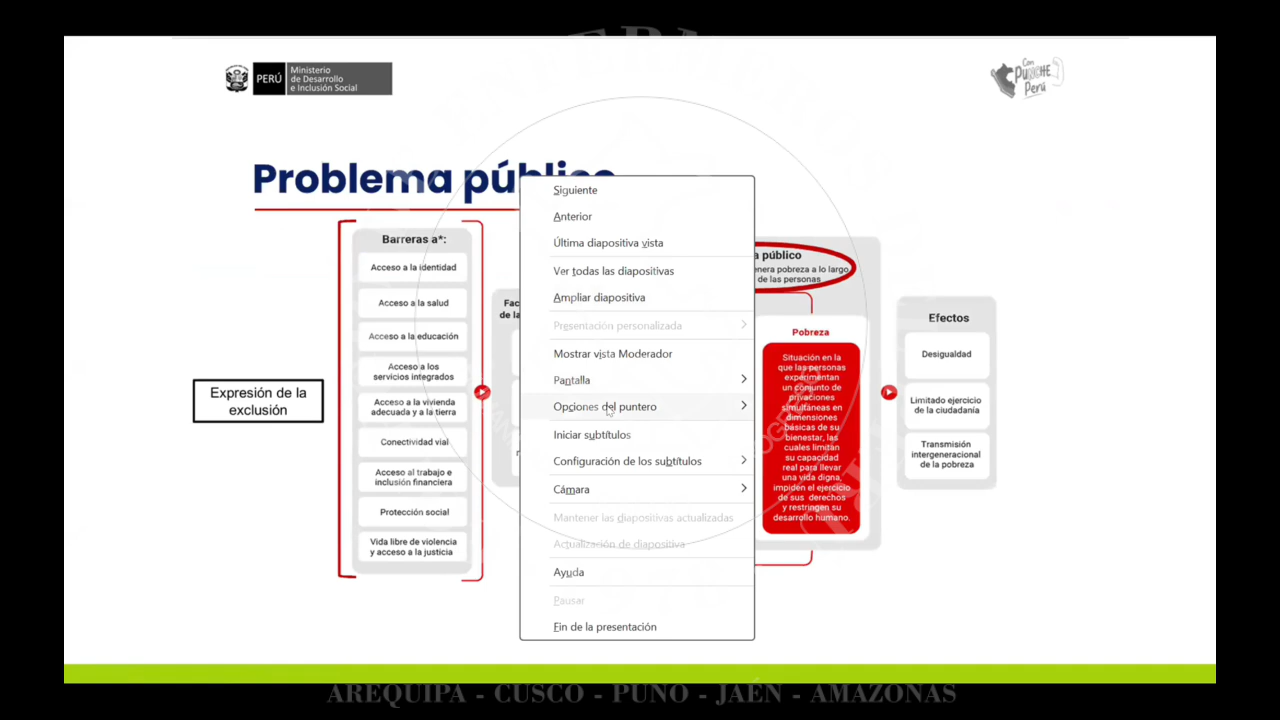 PERÚ
Ministerio
de Desarrollo
e Inclusión Social
Con
PUNCHE
Perú
Problema público
Expresión de la
exclusión
Barreras a*:
Acceso a la identidad
Acceso a la salud
Acceso a la educación
Acceso a los
servicios integrados
Acceso a la vivienda
adecuada y a la tierra
Conectividad vial
Acceso al trabajo e
inclusión financiera
Protección social
Vida libre de violencia
y acceso a la justicia
de la
Siguiente
Anterior
Última diapositiva vista
Ver todas las diapositivas
Ampliar diapositiva
Presentación personalizada
Mostrar vista Moderador
Pantalla
Opciones del puntero
Iniciar subtítulos
Configuración de los subtítulos
Cámara
Mantener las diapositivas actualizadas
Actualización de diapositiva
Ayuda
Pausar
Fin de la presentación
público
pobreza a lo largo
de las personas
Pobreza
Situación en la
que las personas
experimentan
un conjunto de
privaciones
simultáneas en
dimensiones
básicas de su
bienestar, las
cuales limitan
su capacidad
real para llevar
una vida digna,
impiden el ejercicio
de sus derechos
y restringen su
desarrollo humano.
Efectos
Desigualdad
Limitado ejercicio
de la ciudadanía
Transmisión
intergeneracional
de la pobreza
AREQUIPA - CUSCO - PUNO - JAÉN - AMAZONAS